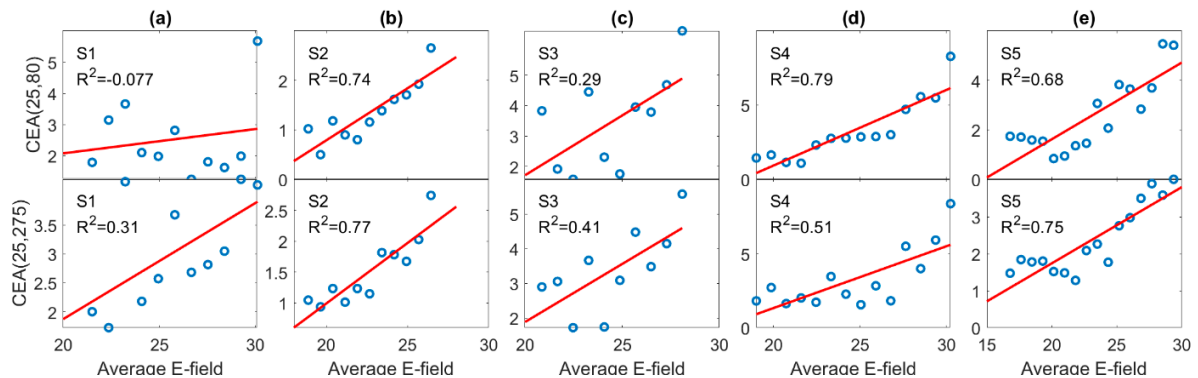 (a) (b) (c) (d) (e)
CEA(25,80)
5
4
3
2
S1
R²=-0.077
2
1
0
S2
R²=0.74
5
4
3
2
S3
R²=0.29
5
0
S4
R²=0.79
4
2
0
S5
R²=0.68
CEA(25,275)
3.5
3
2.5
2
S1
R²=0.31
2.5
2
1.5
1
S2
R²=0.77
5
4
3
2
S3
R²=0.41
5
0
S4
R²=0.51
3
2
1
0
S5
R²=0.75
20 25 30 20 25 30 20 25 30 20 25 30 15 20 25 30
Average E-field Average E-field Average E-field Average E-field Average E-field